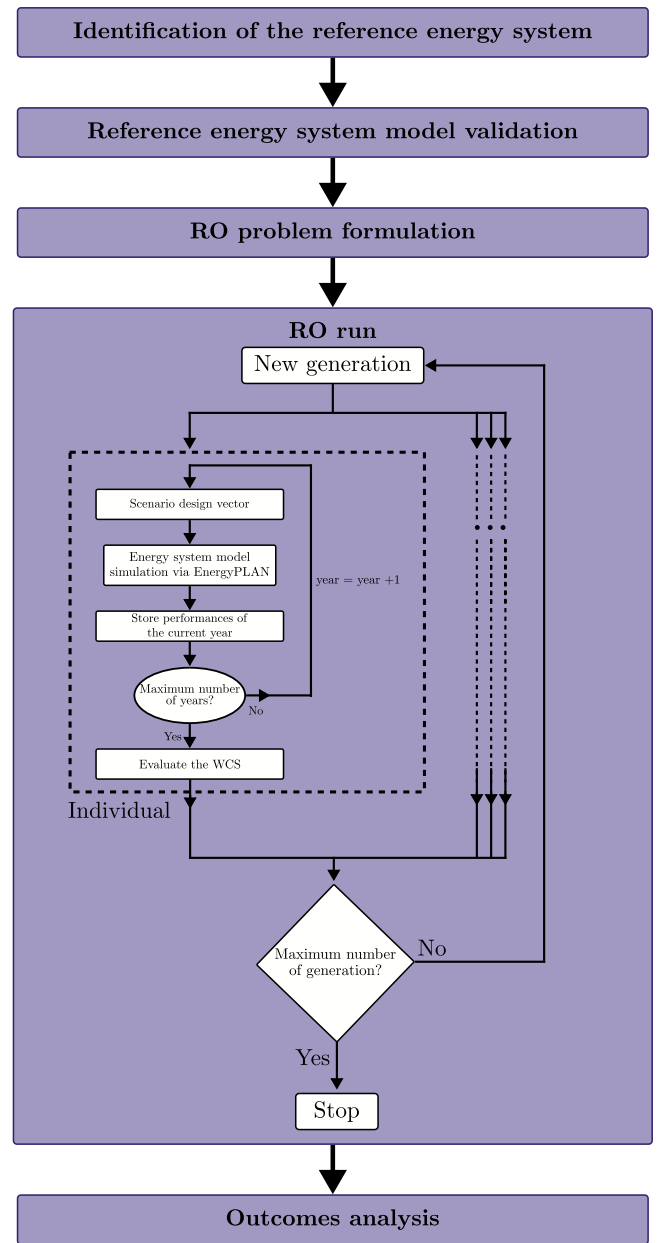 Identification of the reference energy system
Reference energy system model validation
RO problem formulation
RO run
New generation
Scenario design vector
Energy system model
simulation via EnergyPLAN
year = year +1
Store performances of
the current year
Maximum number
of years?
No
Yes
Evaluate the WCS
Individual
Maximum number
of generation?
No
Yes
Stop
Outcomes analysis